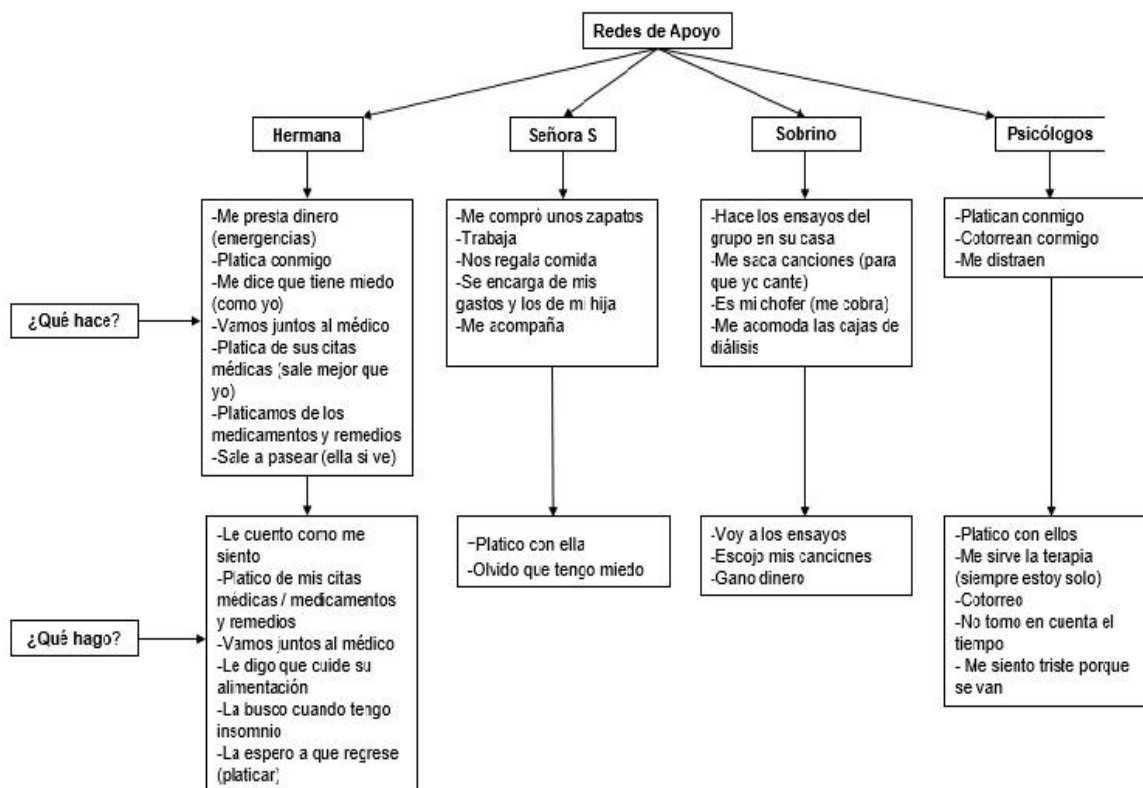 Redes de Apoyo
Hermana
Señora S
Sobrino
Psicólogos
¿Qué hace?
-Me presta dinero
(emergencias)
-Platica conmigo
-Me dice que tiene miedo
(como yo)
-Vamos juntos al médico
-Platica de sus citas
médicas (sale mejor que
yo)
-Platicamos de los
medicamentos y remedios
-Sale a pasear (ella si ve)
-Me compró unos zapatos
-Trabaja
-Nos regala comida
-Se encarga de mis
gastos y los de mi hija
-Me acompaña
-Hace los ensayos del
grupo en su casa
-Me saca canciones (para
que yo cante)
-Es mi chofer (me cobra)
-Me acomoda las cajas de
diálisis
-Platican conmigo
-Cotorrean conmigo
-Me distraen
¿Qué hago?
-Le cuento como me
siento
-Platico de mis citas
médicas / medicamentos
y remedios
-Vamos juntos al médico
-Le digo que cuide su
alimentación
-La busco cuando tengo
insomnio
-La espero a que regrese
(platicar)
-Platico con ella
-Olvido que tengo miedo
-Voy a los ensayos
-Escojo mis canciones
-Gano dinero
-Platico con ellos
-Me sirve la terapia
(siempre estoy solo)
-Cotorreo
-No tomo en cuenta el
tiempo
- Me siento triste porque
se van